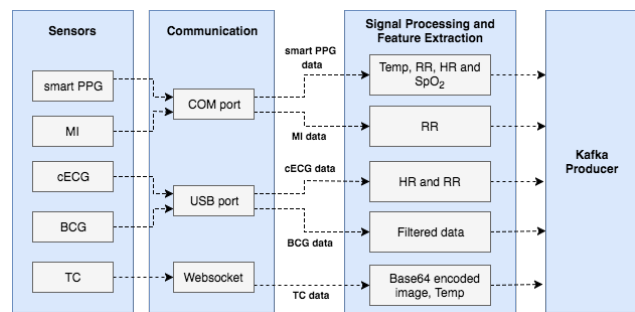 Sensors
smart PPG
MI
cECG
BCG
TC
Communication
COM port
USB port
Websocket
smart PPG
data
MI data
cECG data
BCG data
TC data
Signal Processing and
Feature Extraction
Temp, RR, HR and
SpO₂
RR
HR and RR
Filtered data
Base64 encoded
image, Temp
Kafka
Producer